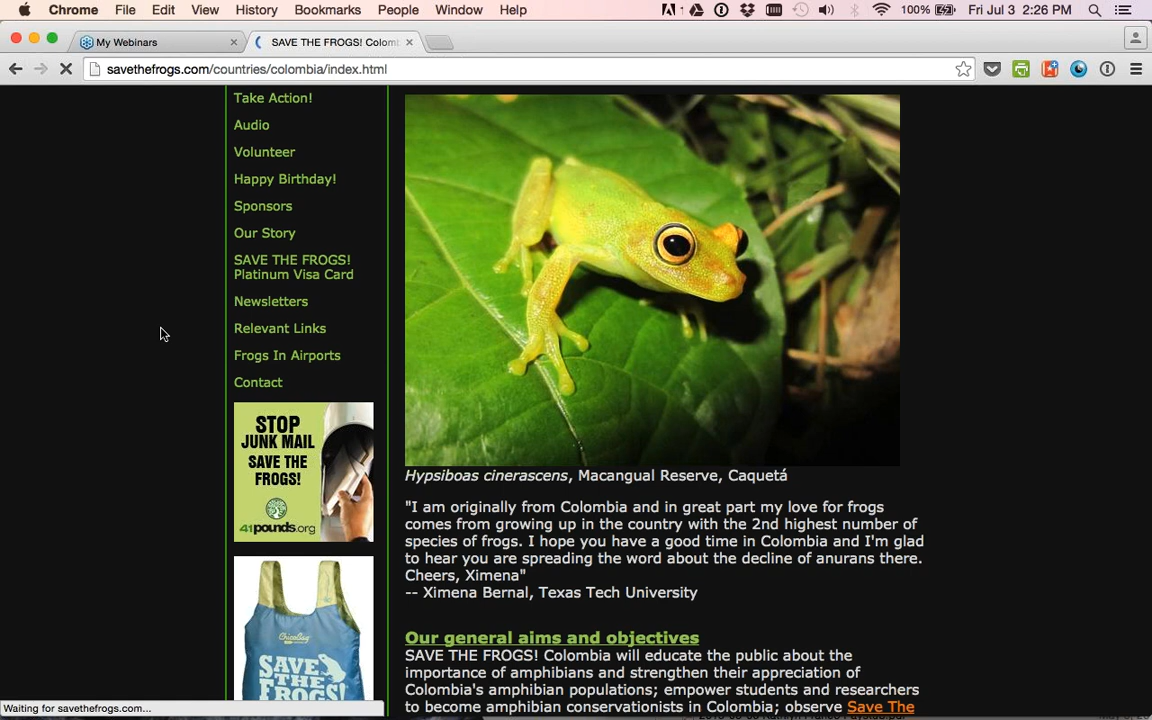 Chrome File Edit View History Bookmarks People Window Help 100% Fri Jul 3 2:26 PM
My Webinars
SAVE THE FROGS! Colom
savethefrogs.com/countries/colombia/index.html
Take Action!
Audio
Volunteer
Happy Birthday!
Sponsors
Our Story
SAVE THE FROGS!
Platinum Visa Card
Newsletters
Relevant Links
Frogs In Airports
Contact
STOP
JUNK MAIL
SAVE THE
FROGS!
41pounds.org
ChicoBag
SAVE
THE
FROGS!
Hypsiboas cinerascens, Macangual Reserve, Caquetá
"I am originally from Colombia and in great part my love for frogs
comes from growing up in the country with the 2nd highest number of
species of frogs. I hope you have a good time in Colombia and I'm glad
to hear you are spreading the word about the decline of anurans there.
Cheers, Ximena"
-- Ximena Bernal, Texas Tech University
Our general aims and objectives
SAVE THE FROGS! Colombia will educate the public about the
importance of amphibians and strengthen their appreciation of
Colombia's amphibian populations; empower students and researchers
to become amphibian conservationists in Colombia; observe Save The
Waiting for savethefrogs.com...